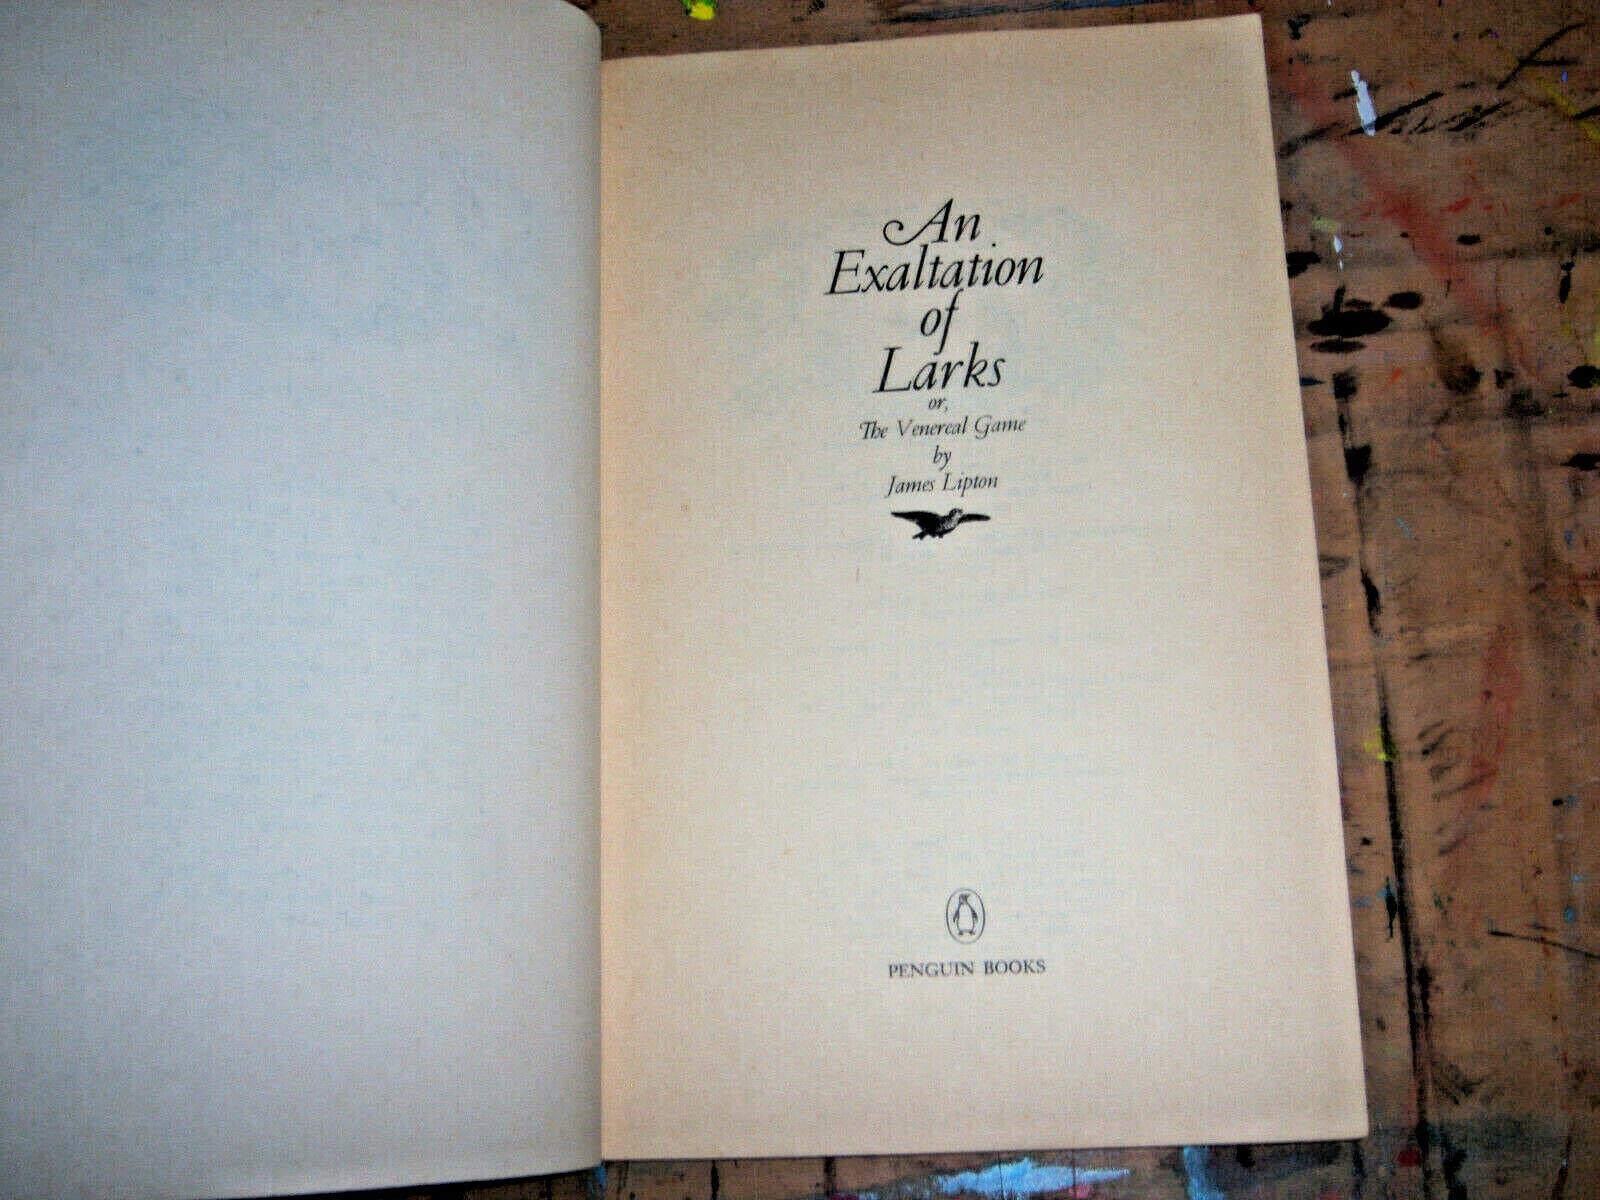 An
Exaltation
of
Larks
or,
The Venereal Game
by
James Lipton
PENGUIN BOOKS